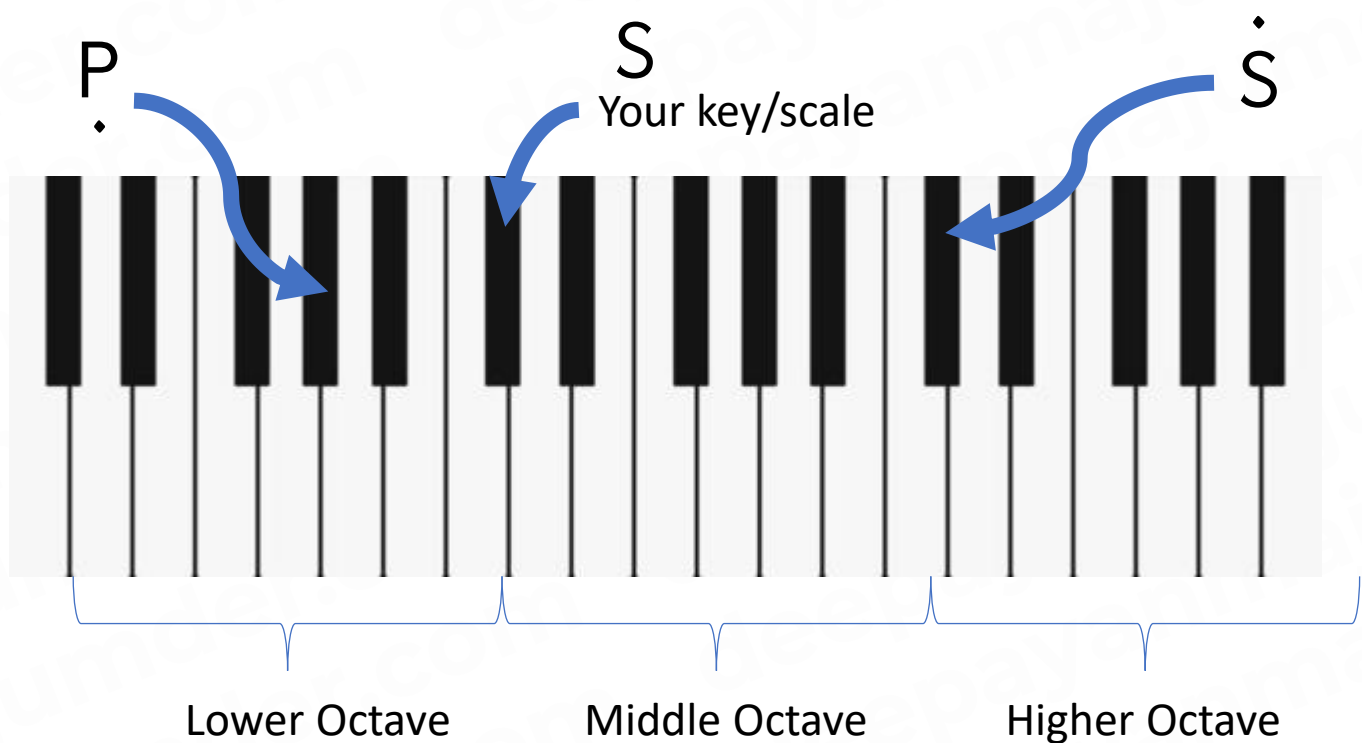 P
.
S
Your key/scale
Ṡ
Lower Octave
Middle Octave
Higher Octave